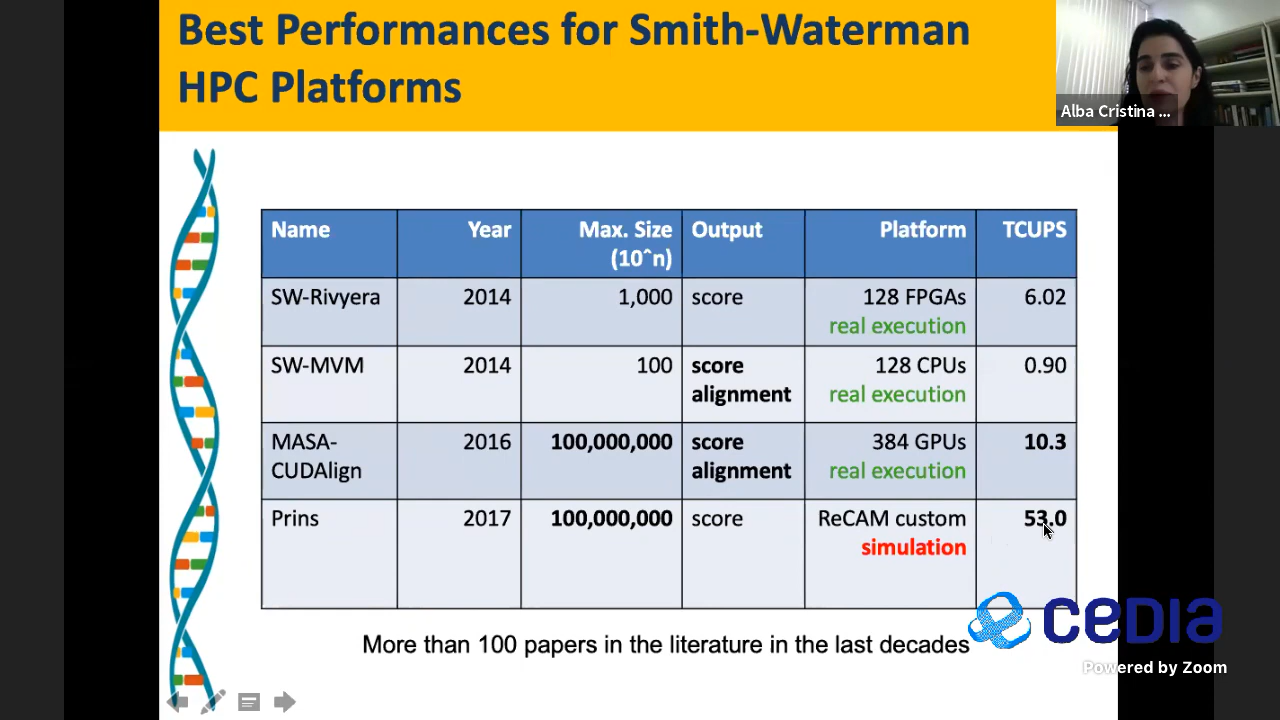 Best Performances for Smith-Waterman
HPC Platforms
Alba Cristina ...
Name Year Max. Size Output Platform TCUPS
(10^n)
SW-Rivyera 2014 1,000 score 128 FPGAs 6.02
real execution
SW-MVM 2014 100 score 128 CPUs 0.90
alignment real execution
MASA- 2016 100,000,000 score 384 GPUs 10.3
CUDAlign alignment real execution
Prins 2017 100,000,000 score ReCAM custom 53.0
simulation
More than 100 papers in the literature in the last decades
cedia
Powered by Zoom